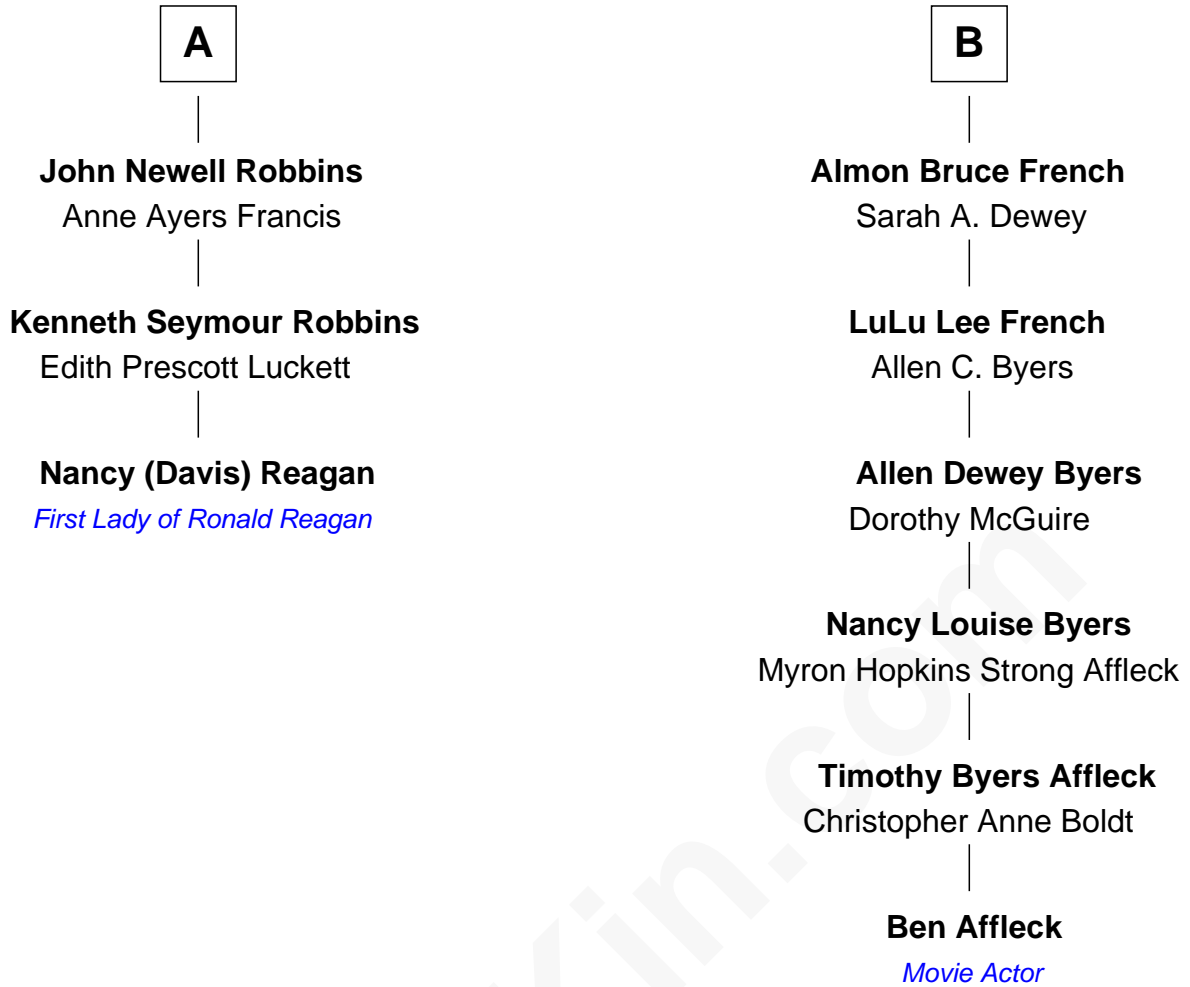 A
John Newell Robbins
Anne Ayers Francis
Kenneth Seymour Robbins
Edith Prescott Luckett
Nancy (Davis) Reagan
First Lady of Ronald Reagan
B
Almon Bruce French
Sarah A. Dewey
LuLu Lee French
Allen C. Byers
Allen Dewey Byers
Dorothy McGuire
Nancy Louise Byers
Myron Hopkins Strong Affleck
Timothy Byers Affleck
Christopher Anne Boldt
Ben Affleck
Movie Actor